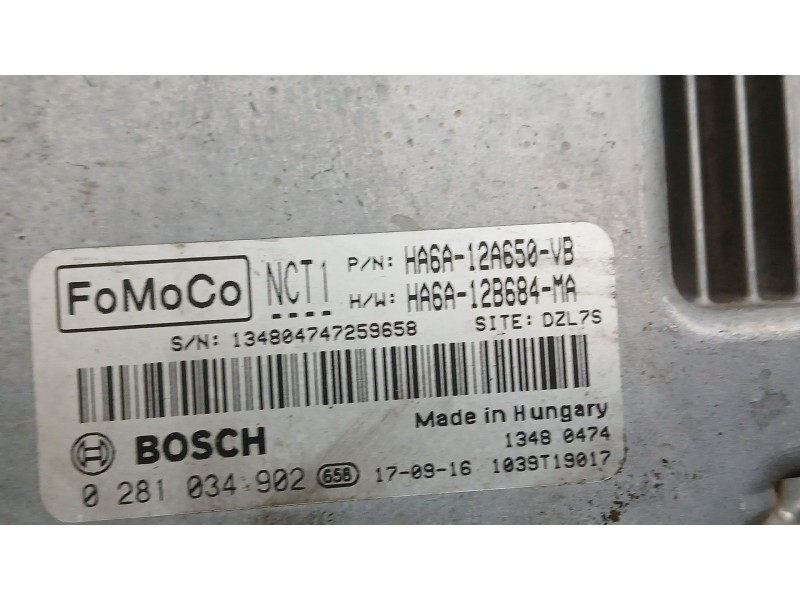 FoMoCo NCT1 P/N: HA6A-12A650-VB
H/W: HA6A-12B684-MA
S/N: 134804747259658 SITE: DZL7S
Made in Hungary
BOSCH 1348 0474
0 281 034 902 658 17-09-16 1039T19017